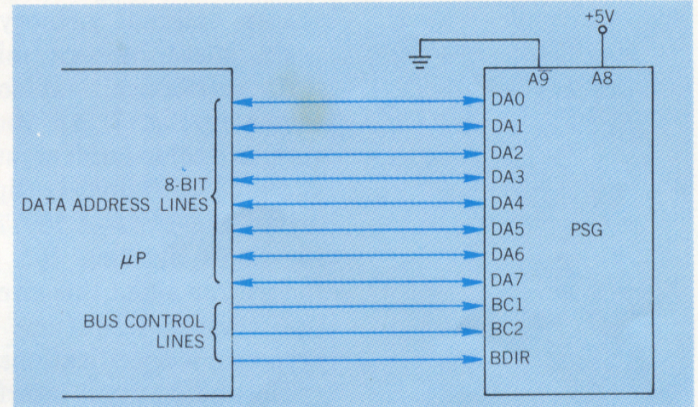 +5V
A9 A8
DA0
DA1
DA2
8-BIT
DATA ADDRESS LINES
DA3
DA4
DA5
μP
PSG
DA6
DA7
BUS CONTROL
LINES
BC1
BC2
BDIR